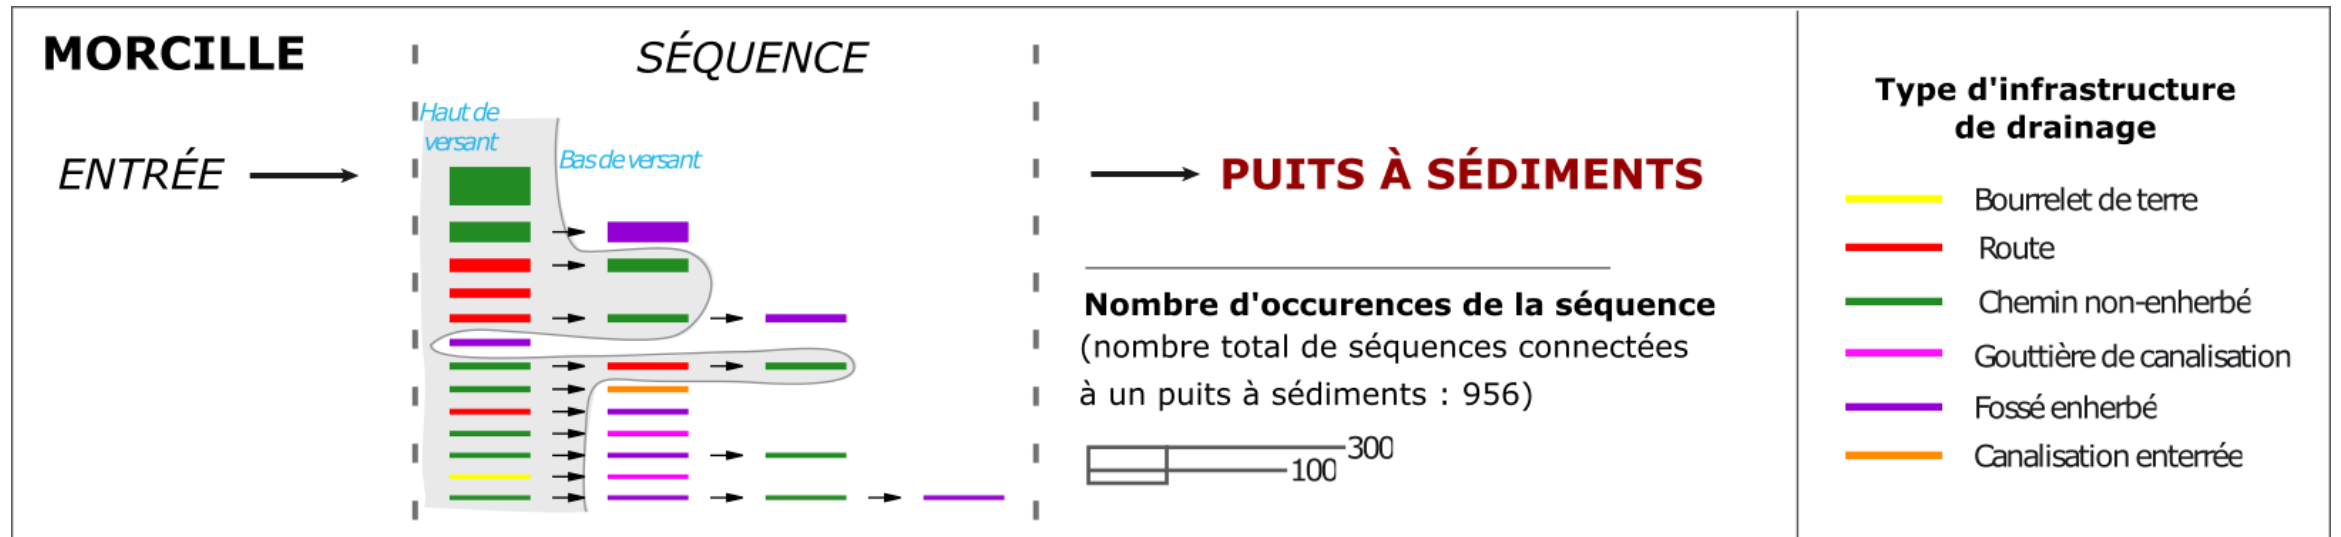 MORCILLE
SÉQUENCE
Haut de
versant
Bas de versant
ENTRÉE
PUITS À SÉDIMENTS
Nombre d'occurences de la séquence
(nombre total de séquences connectées
à un puits à sédiments : 956)
300
100
Type d'infrastructure
de drainage
Bourrelet de terre
Route
Chemin non-enherbé
Gouttière de canalisation
Fossé enherbé
Canalisation enterrée